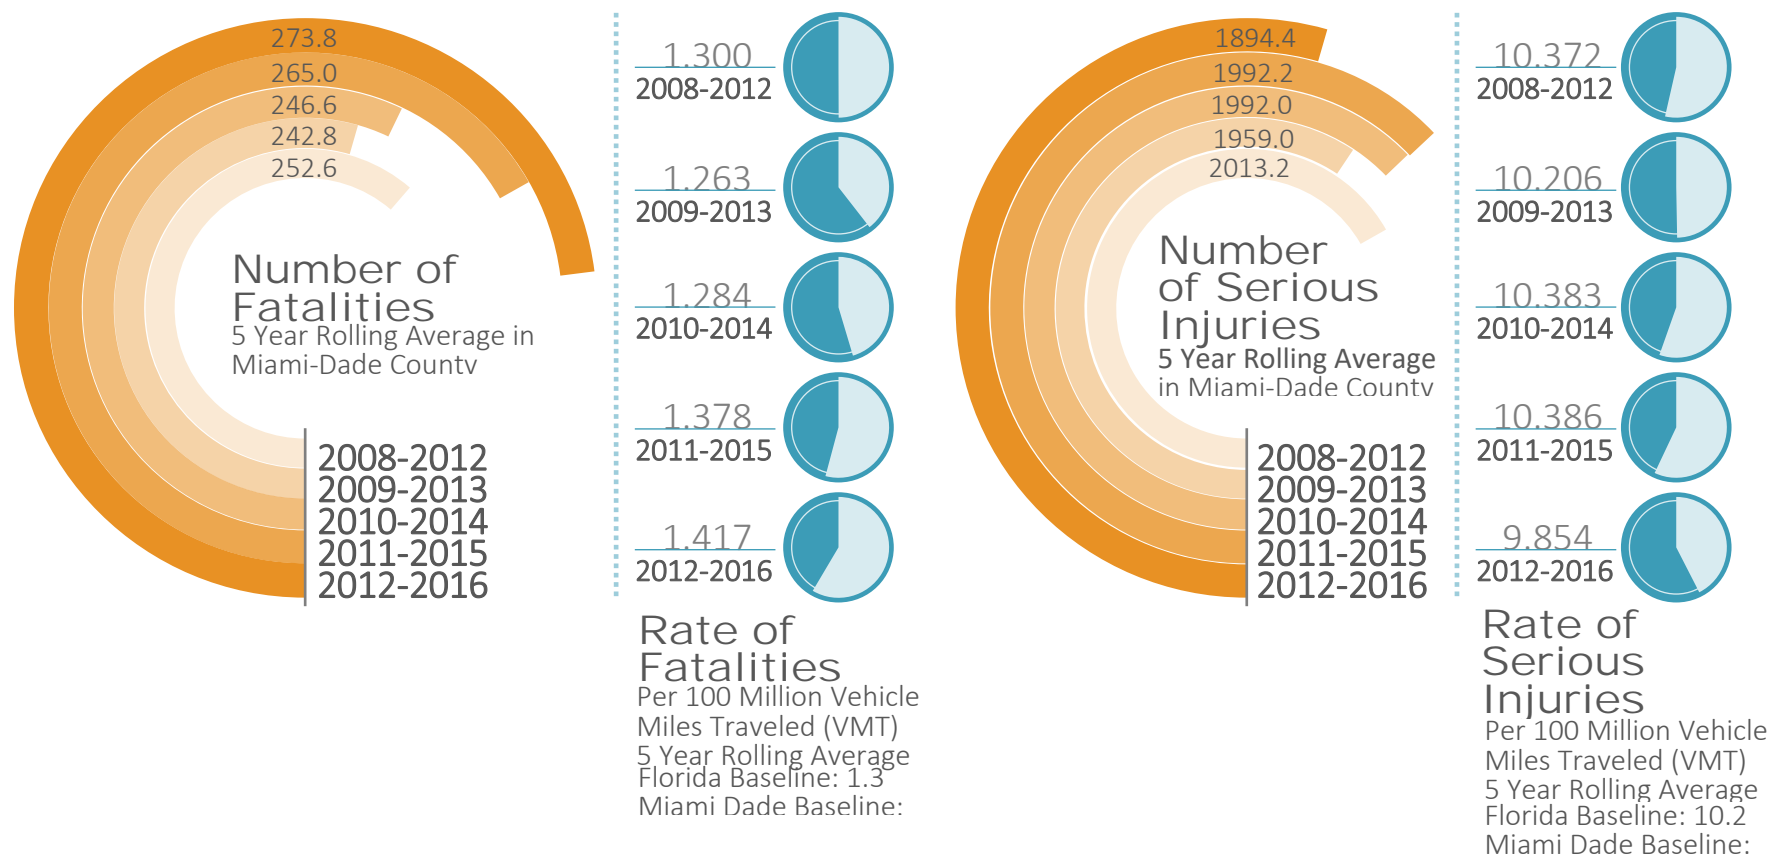 273.8
265.0
246.6
242.8
252.6
Number of
Fatalities
5 Year Rolling Average in
Miami-Dade County
2008-2012
2009-2013
2010-2014
2011-2015
2012-2016
1.300
2008-2012
1.263
2009-2013
1.284
2010-2014
1.378
2011-2015
1.417
2012-2016
Rate of
Fatalities
Per 100 Million Vehicle
Miles Traveled (VMT)
5 Year Rolling Average
Florida Baseline: 1.3
Miami Dade Baseline:
1894.4
1992.2
1992.0
1959.0
2013.2
Number
of Serious
Injuries
5 Year Rolling Average
in Miami-Dade County
2008-2012
2009-2013
2010-2014
2011-2015
2012-2016
10.372
2008-2012
10.206
2009-2013
10.383
2010-2014
10.386
2011-2015
9.854
2012-2016
Rate of
Serious
Injuries
Per 100 Million Vehicle
Miles Traveled (VMT)
5 Year Rolling Average
Florida Baseline: 10.2
Miami Dade Baseline: